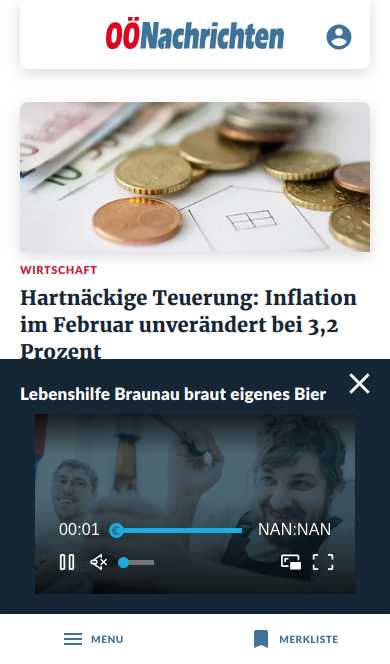 OÖNachrichten
WIRTSCHAFT
Hartnäckige Teuerung: Inflation
im Februar unverändert bei 3,2
Prozent
Lebenshilfe Braunau braut eigenes Bier
00:01 NAN:NAN
MENU MERKLISTE